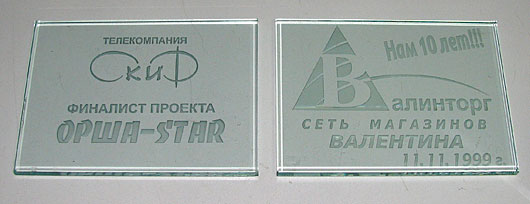 ТЕЛЕКОМПАНИЯ
СкиФ
ФИНАЛИСТ ПРОЕКТА
ОРША-STAR
Нам 10 лет!!!
Валинторг
СЕТЬ МАГАЗИНОВ
ВАЛЕНТИНА
11.11.1999 г.